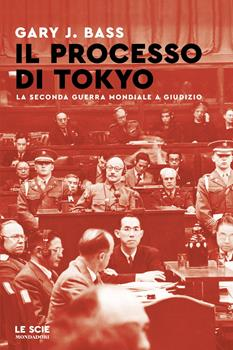 GARY J. BASS
IL PROCESSO
DI TOKYO
LA SECONDA GUERRA MONDIALE A GIUDIZIO
LE SCIE
MONDADORI